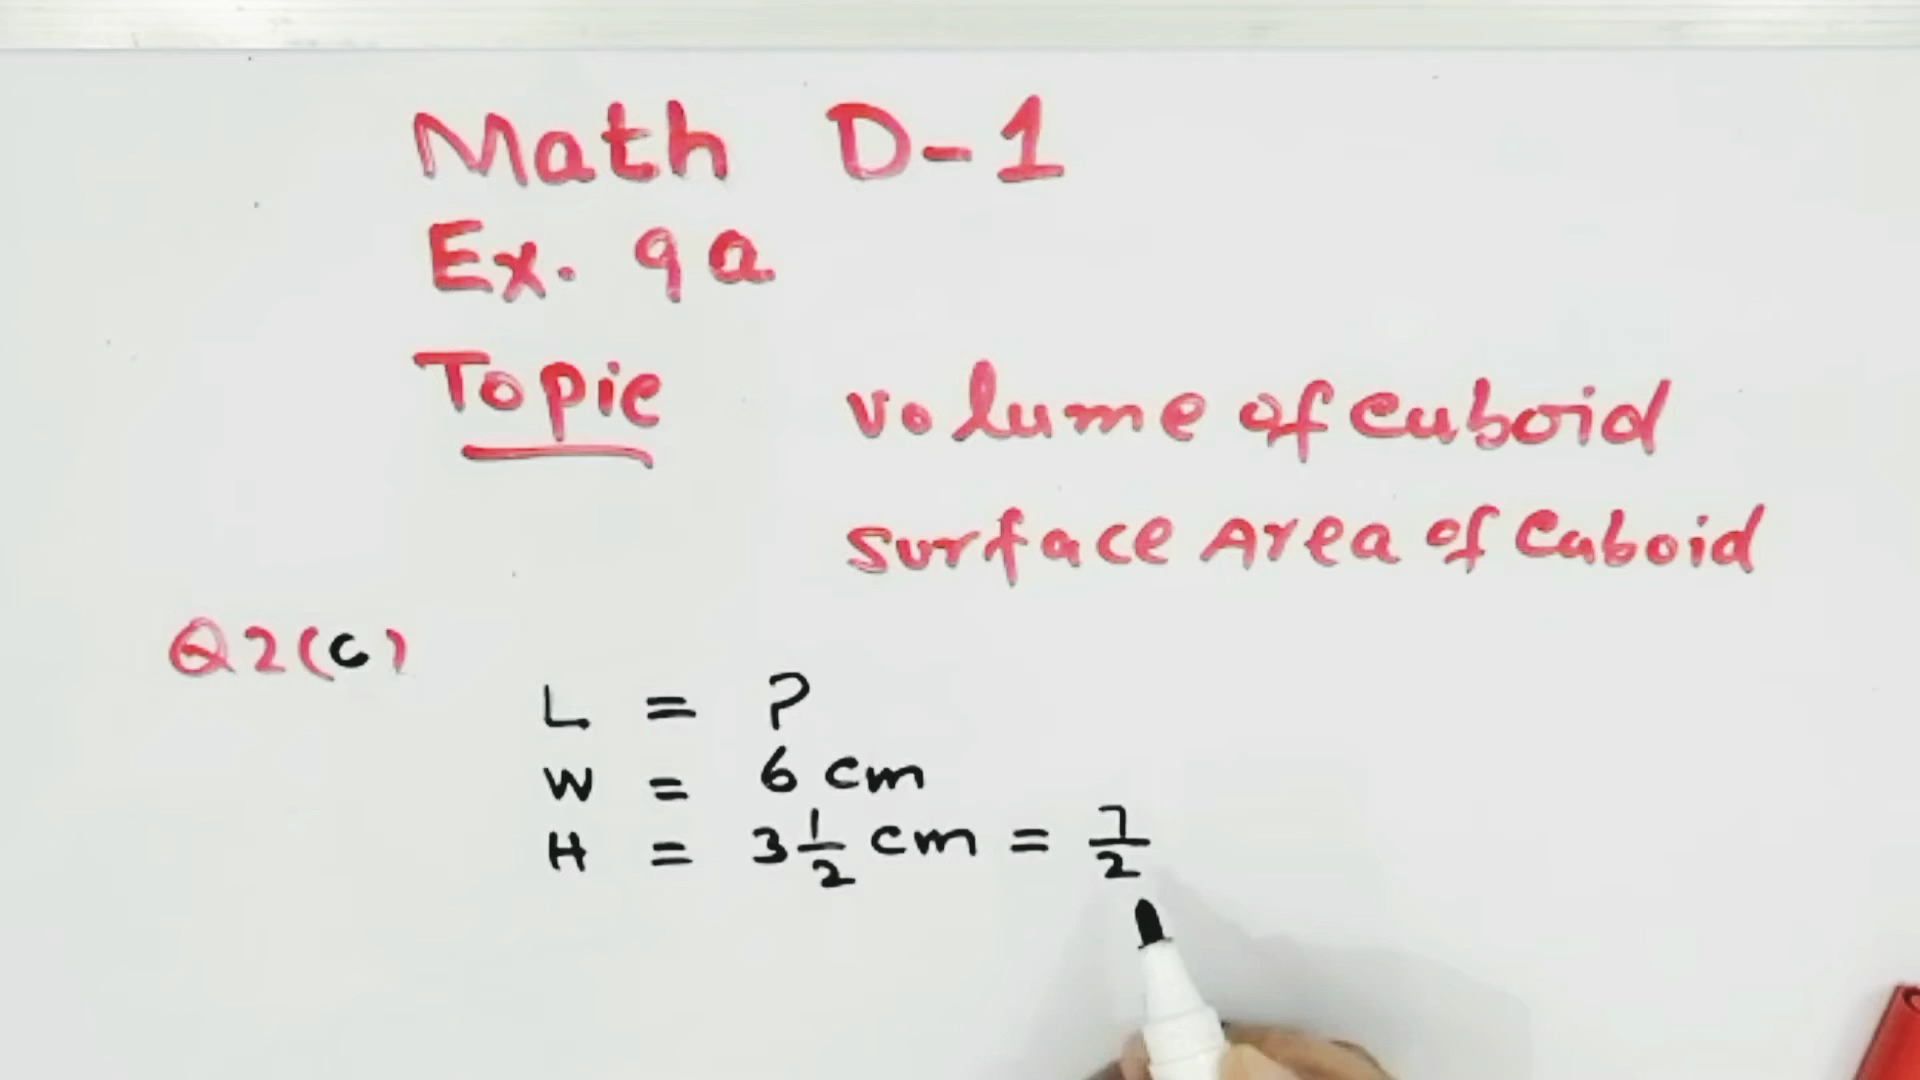 Math D-1
Ex. 9a
Topic volume of cuboid
surface Area of Cuboid
Q2(c)
L = ?
W = 6 cm
H = 3 1/2 cm = 7/2